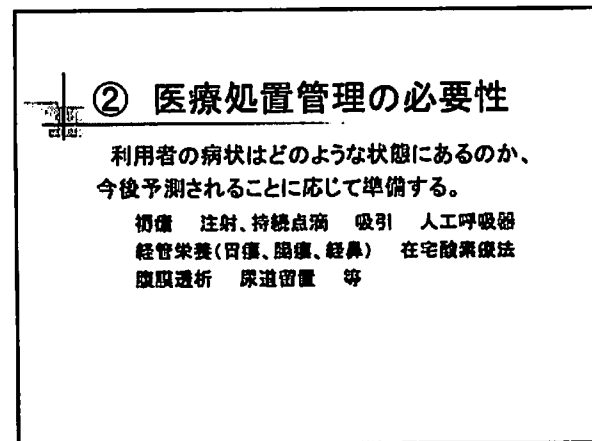 ② 医療処置管理の必要性
利用者の病状はどのような状態にあるのか、
今後予測されることに応じて準備する。
褥瘡　注射、持続点滴　吸引　人工呼吸器
経管栄養(胃瘻、腸瘻、経鼻)　在宅酸素療法
腹膜透析　尿道留置　等